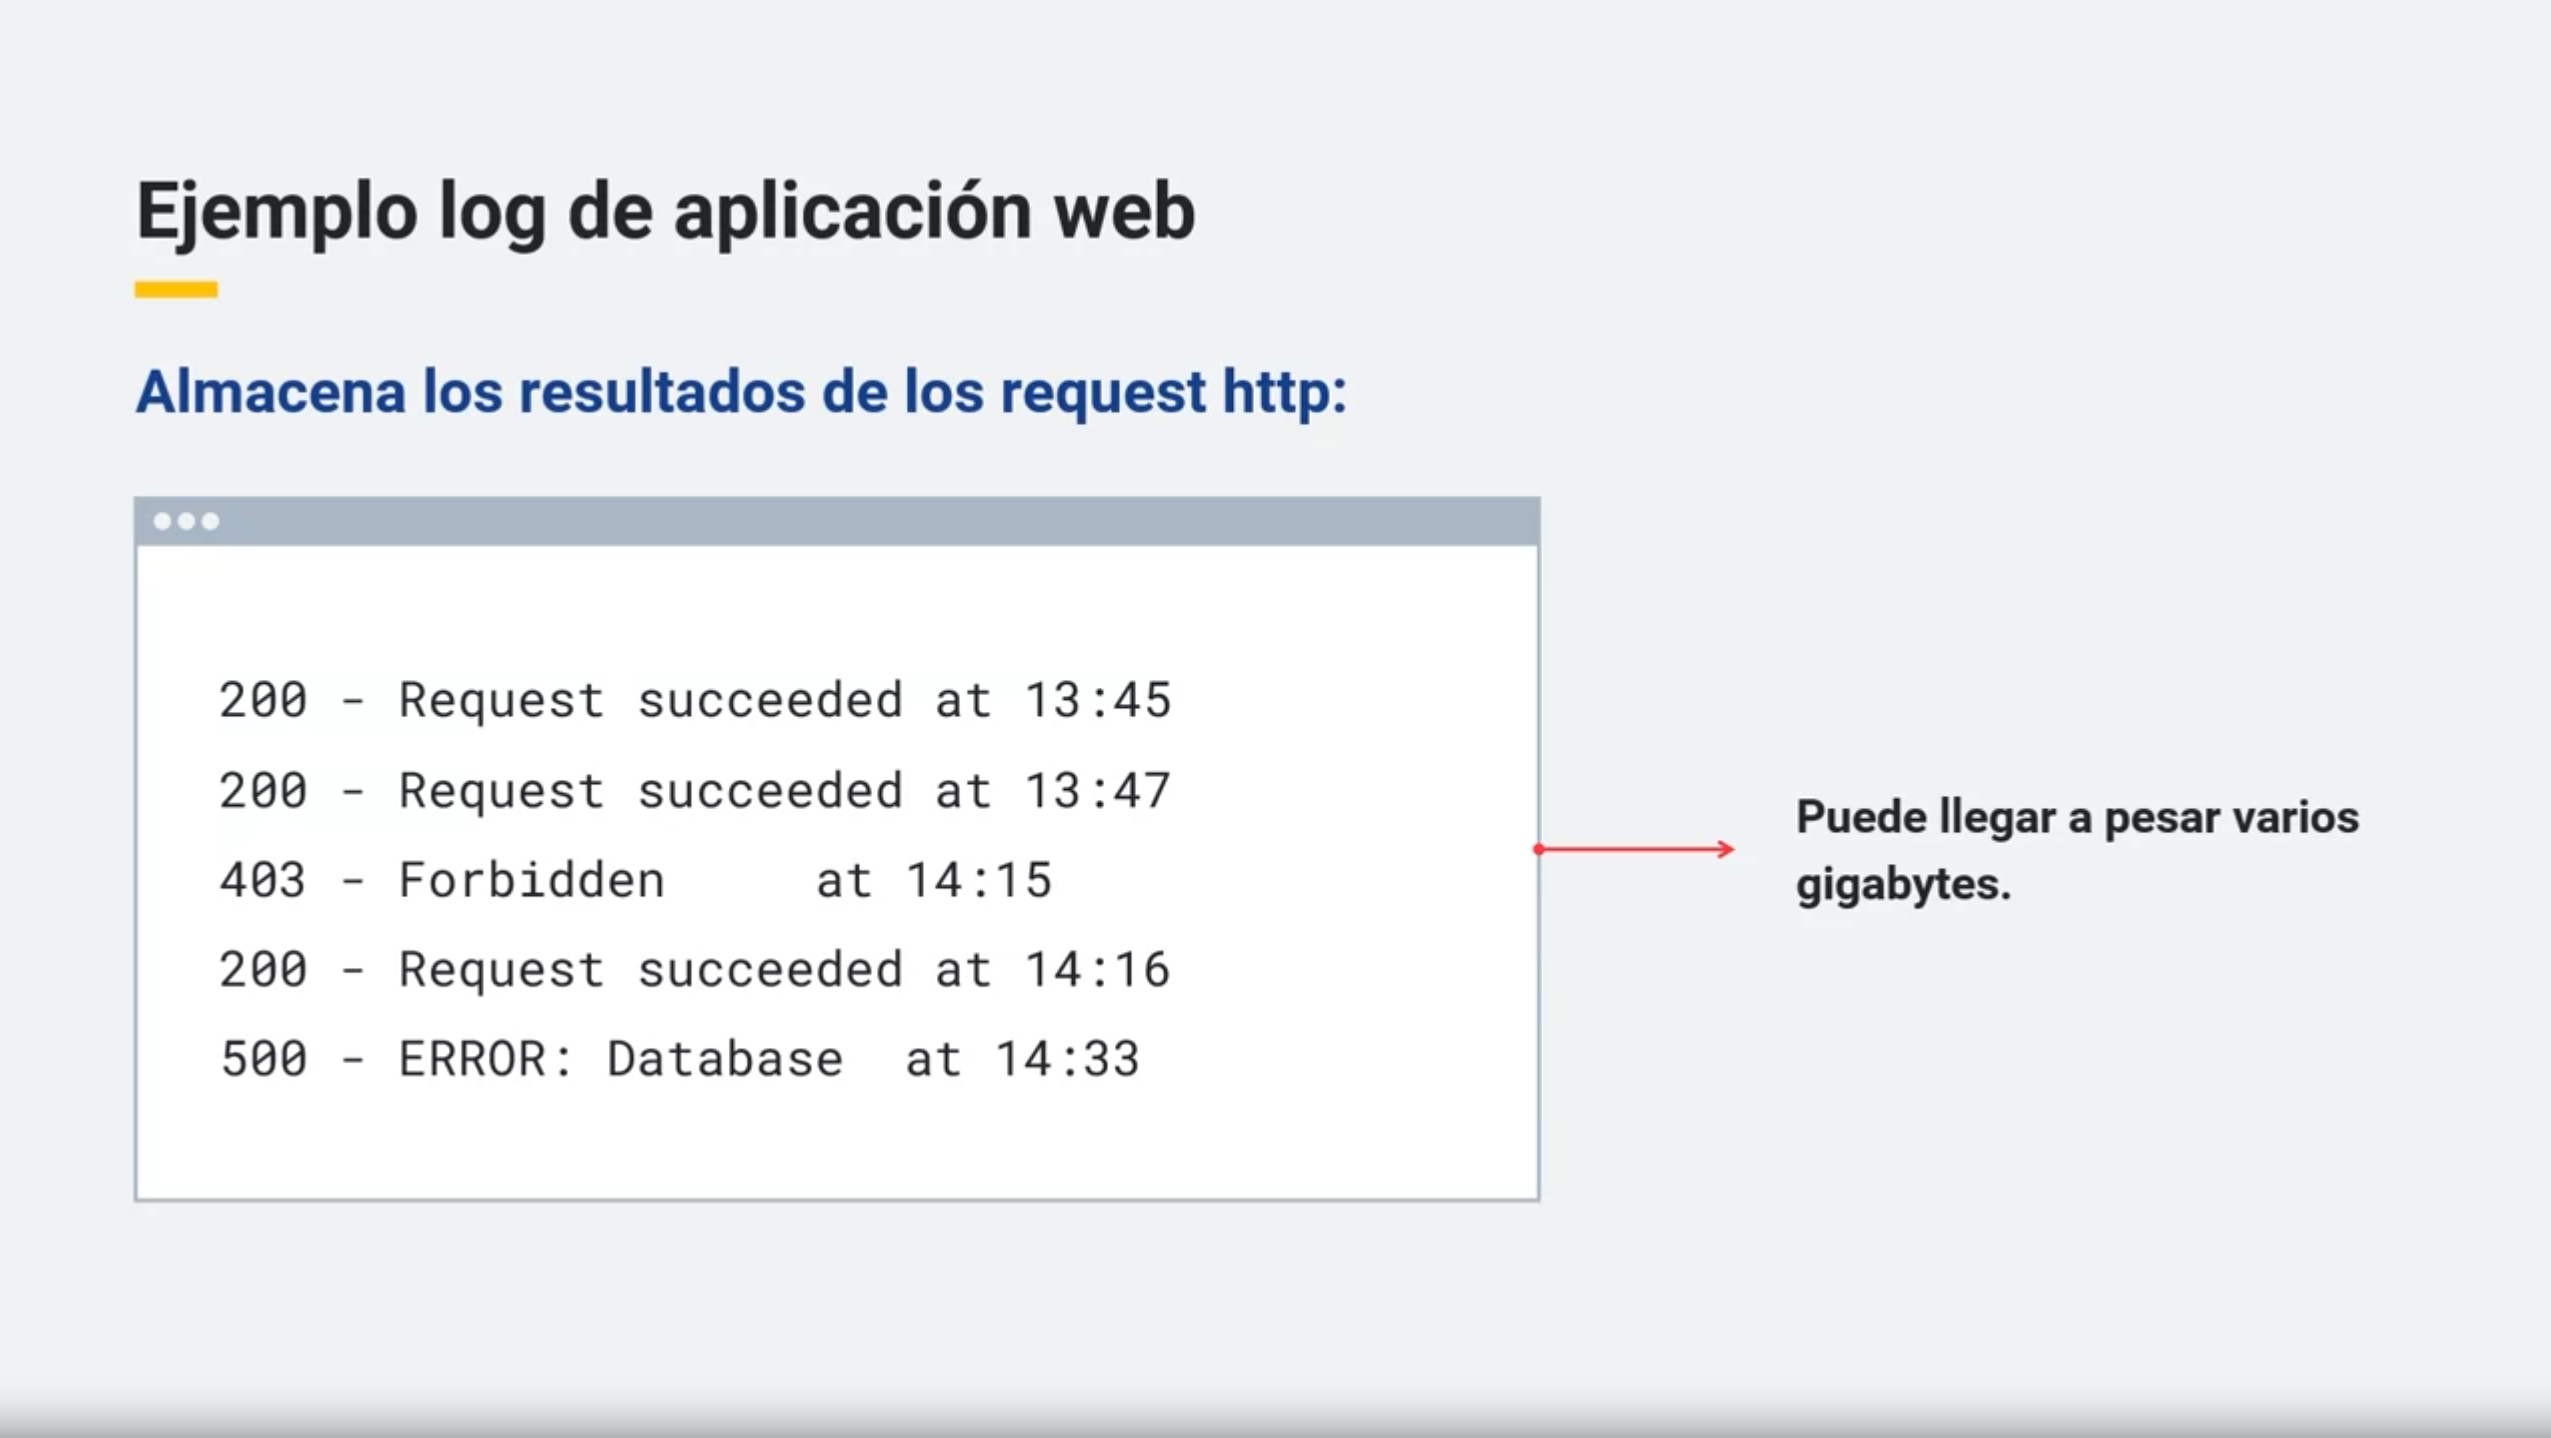 Ejemplo log de aplicación web
Almacena los resultados de los request http:
200 - Request succeeded at 13:45
200 - Request succeeded at 13:47
403 - Forbidden     at 14:15
200 - Request succeeded at 14:16
500 - ERROR: Database  at 14:33
Puede llegar a pesar varios
gigabytes.